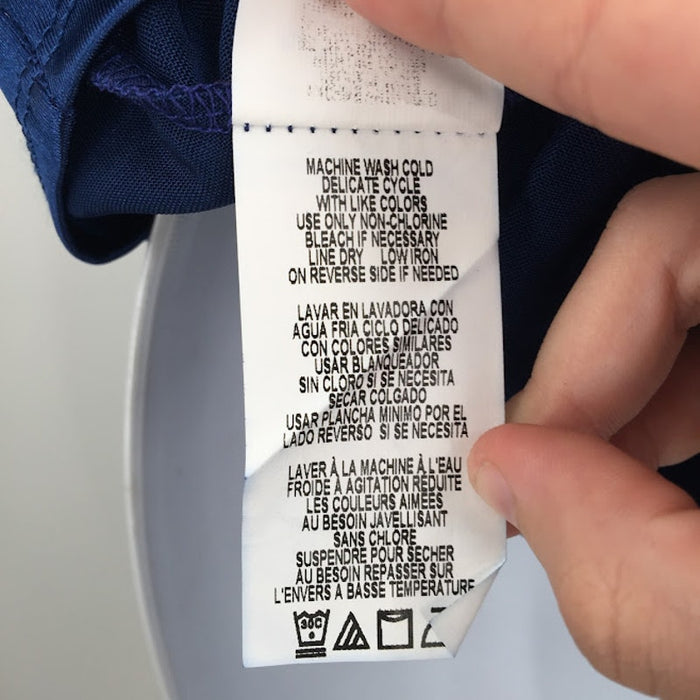 MACHINE WASH COLD
DELICATE CYCLE
WITH LIKE COLORS
USE ONLY NON-CHLORINE
BLEACH IF NECESSARY
LINE DRY LOW IRON
ON REVERSE SIDE IF NEEDED
LAVAR EN LAVADORA CON
AGUA FRIA CICLO DELICADO
CON COLORES SIMILARES
USAR BLANQUEADOR
SIN CLORO SI SE NECESITA
SECAR COLGADO
USAR PLANCHA MINIMO POR EL
LADO REVERSO SI SE NECESITA
LAVER À LA MACHINE À L'EAU
FROIDE À AGITATION RÉDUITE
LES COULEURS AIMÉES
AU BESOIN JAVELLISANT
SANS CHLORE
SUSPENDRE POUR SECHER
AU BESOIN REPASSER SUR
L'ENVERS A BASSE TEMPERATURE
30C